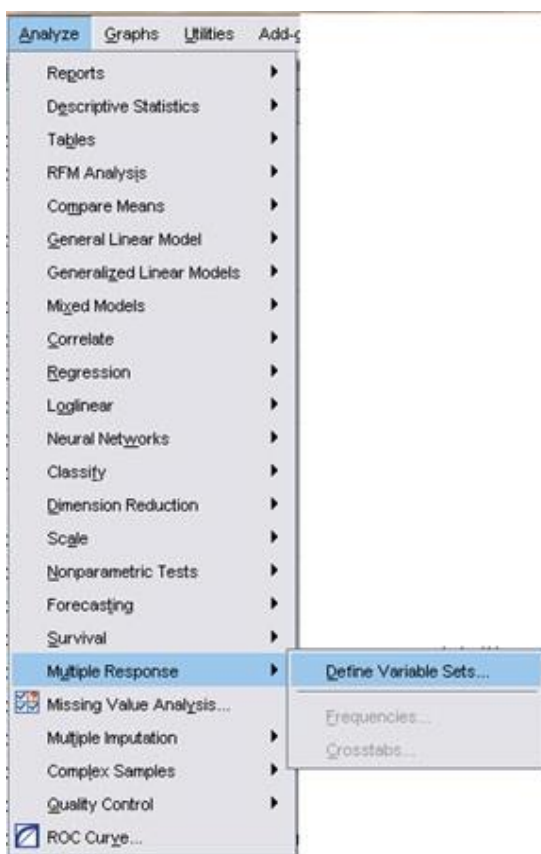 Analyze Graphs Utilities Add-
Reports
Descriptive Statistics
Tables
RFM Analysis
Compare Means
General Linear Model
Generalized Linear Models
Mixed Models
Correlate
Regression
Loglinear
Neural Networks
Classify
Dimension Reduction
Scale
Nonparametric Tests
Forecasting
Survival
Multiple Response
Define Variable Sets...
Missing Value Analysis...
Frequencies...
Multiple Imputation
Crosstabs...
Complex Samples
Quality Control
ROC Curve...